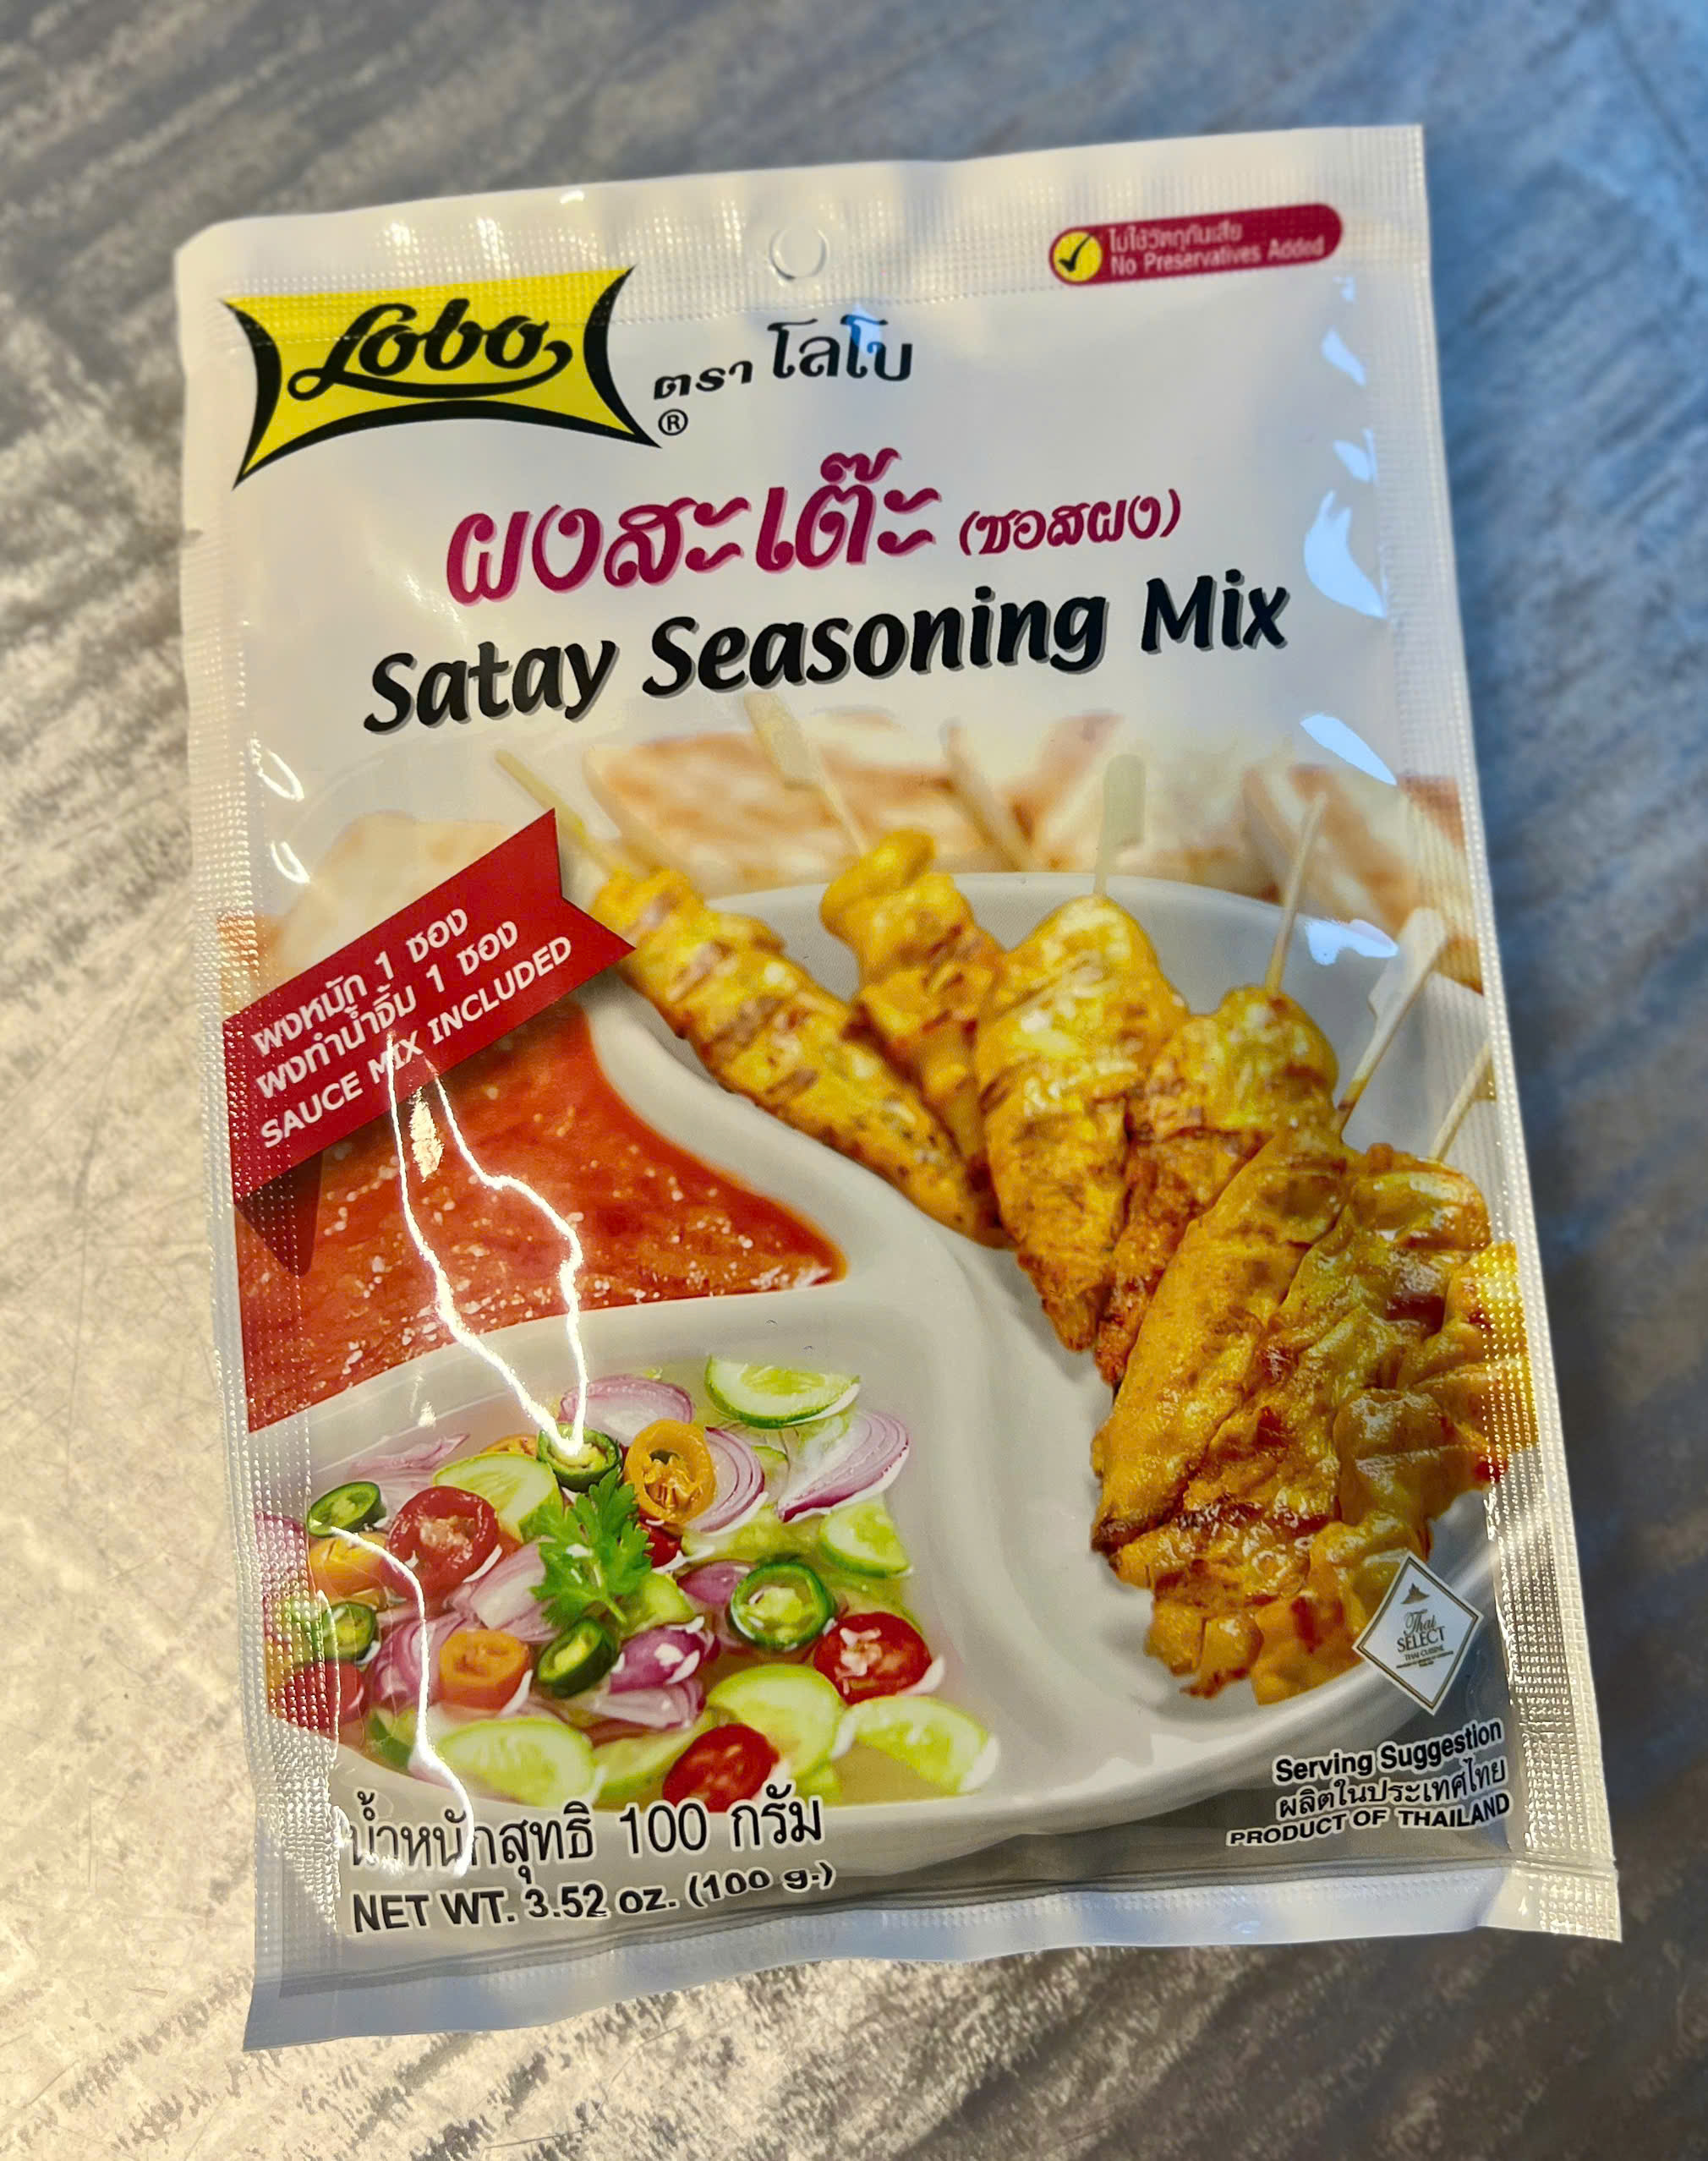 ไม่ใช้วัตถุกันเสีย
No Preservatives Added
Lobo
®
ตรา โลโบ
ผงสะเต๊ะ (ซอสผง)
Satay Seasoning Mix
ผงหมัก 1 ซอง
ผงทำน้ำจิ้ม 1 ซอง
SAUCE MIX INCLUDED
Thai
SELECT
THAI CUISINE
Serving Suggestion
ผลิตในประเทศไทย
PRODUCT OF THAILAND
น้ำหนักสุทธิ 100 กรัม
NET WT. 3.52 oz. (100 g.)